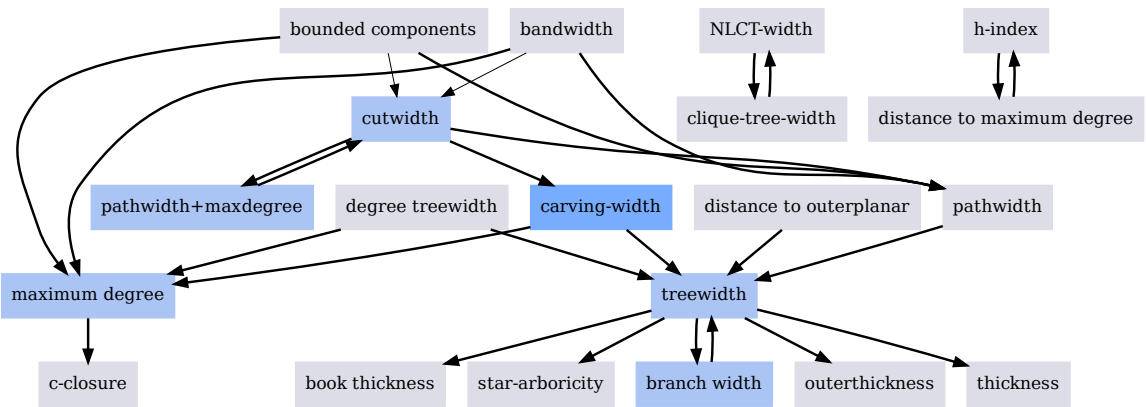 bounded components
bandwidth
NLCT-width
h-index
cutwidth
clique-tree-width
distance to maximum degree
pathwidth+maxdegree
degree treewidth
carving-width
distance to outerplanar
pathwidth
maximum degree
treewidth
c-closure
book thickness
star-arboricity
branch width
outerthickness
thickness